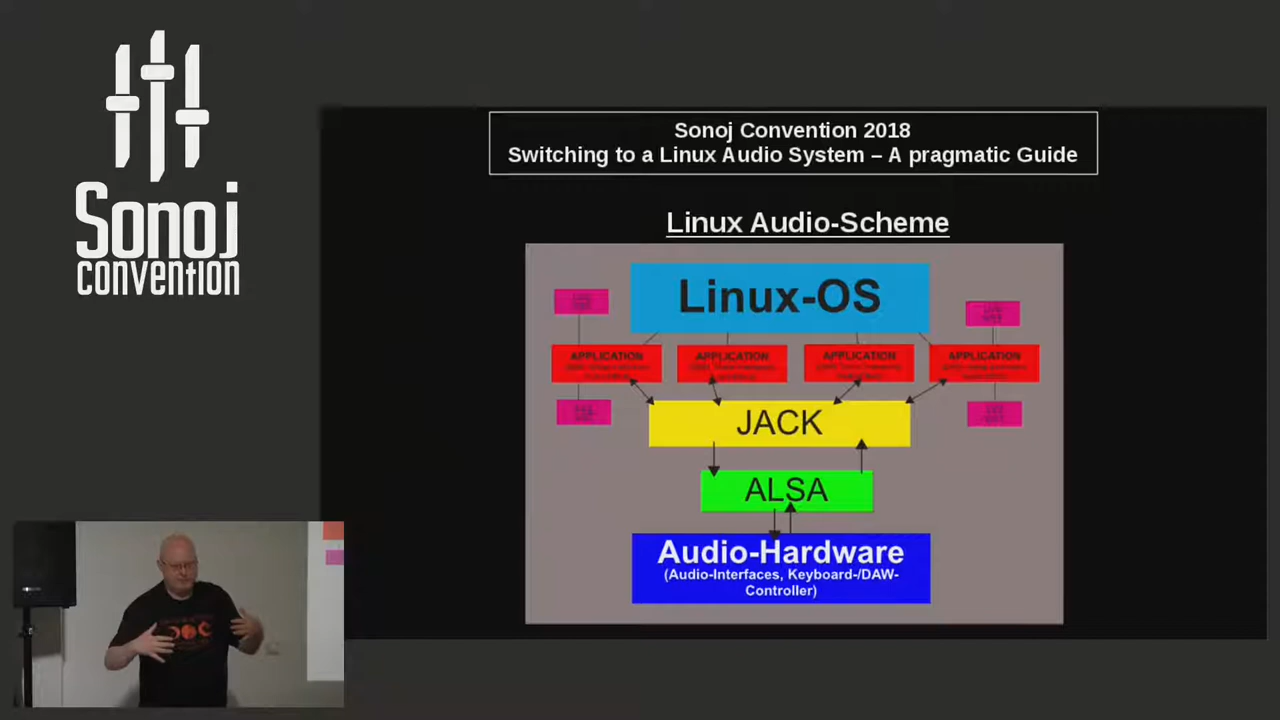 Sonoj
convention
Sonoj Convention 2018
Switching to a Linux Audio System – A pragmatic Guide
Linux Audio-Scheme
Linux-OS
APPLICATION
APPLICATION
APPLICATION
APPLICATION
JACK
ALSA
Audio-Hardware
(Audio-Interfaces, Keyboard-/DAW-
Controller)